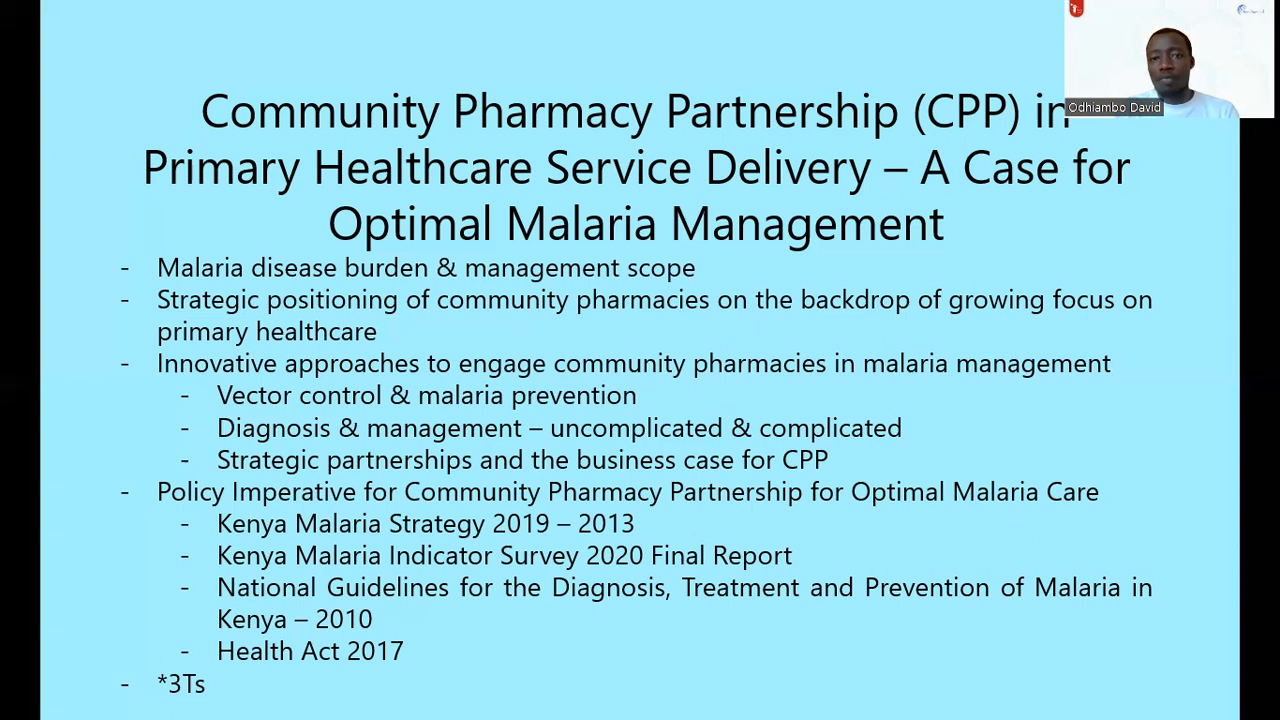 Community Pharmacy Partnership (CPP) in
Primary Healthcare Service Delivery – A Case for
Optimal Malaria Management
Odhiambo David
- Malaria disease burden & management scope
- Strategic positioning of community pharmacies on the backdrop of growing focus on
primary healthcare
- Innovative approaches to engage community pharmacies in malaria management
- Vector control & malaria prevention
- Diagnosis & management – uncomplicated & complicated
- Strategic partnerships and the business case for CPP
- Policy Imperative for Community Pharmacy Partnership for Optimal Malaria Care
- Kenya Malaria Strategy 2019 – 2013
- Kenya Malaria Indicator Survey 2020 Final Report
- National Guidelines for the Diagnosis, Treatment and Prevention of Malaria in
Kenya – 2010
- Health Act 2017
- *3Ts